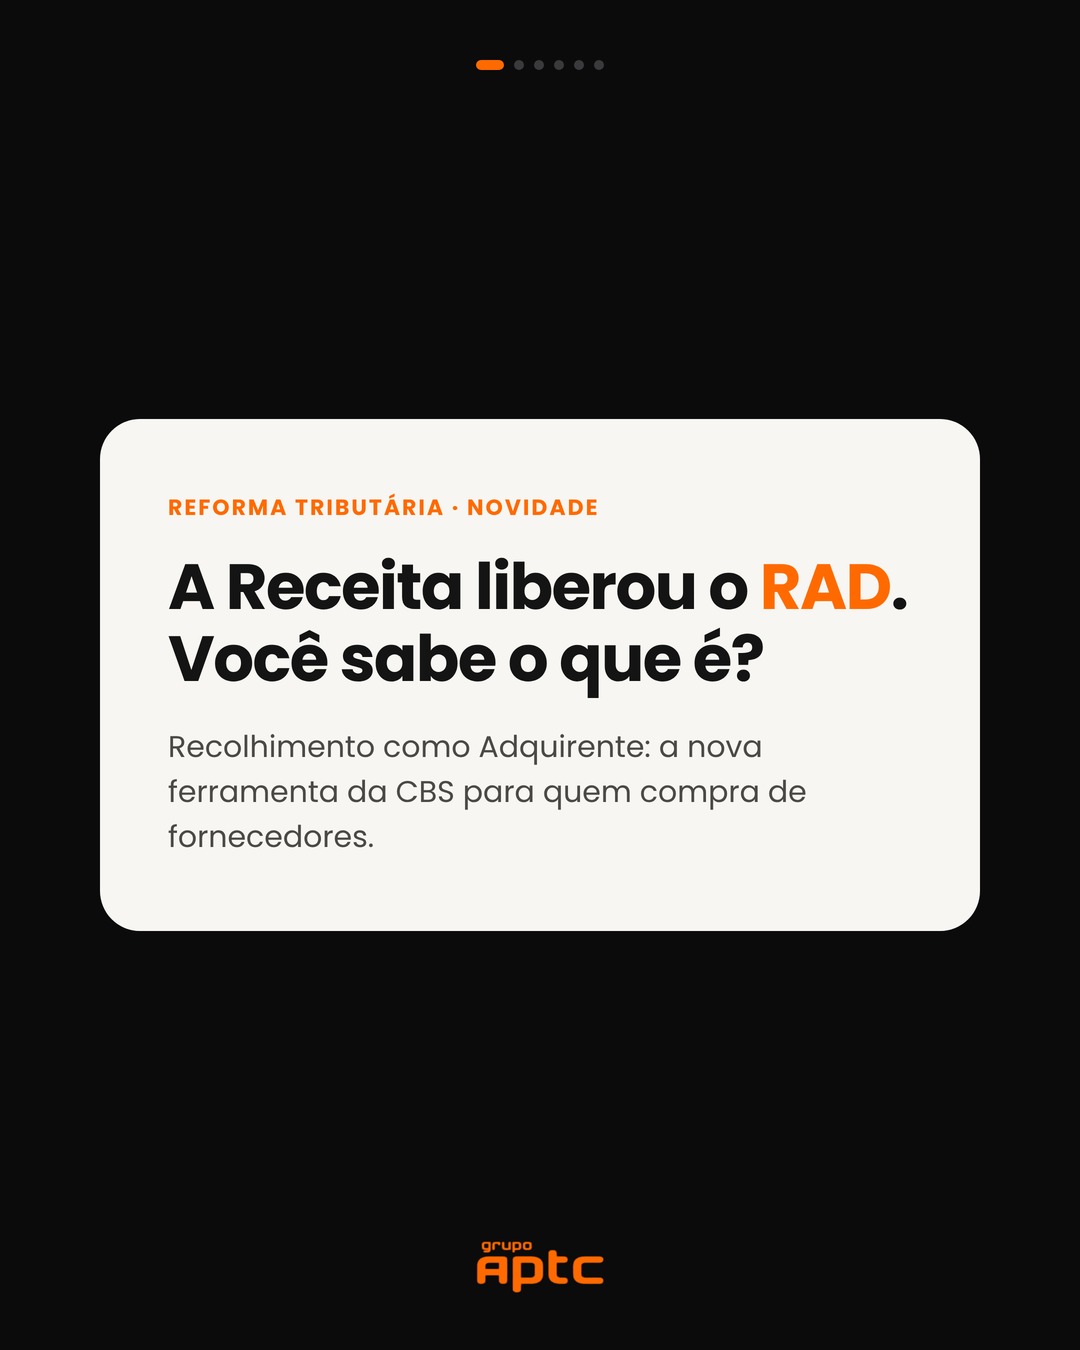 REFORMA TRIBUTÁRIA · NOVIDADE
A Receita liberou o RAD.
Você sabe o que é?
Recolhimento como Adquirente: a nova
ferramenta da CBS para quem compra de
fornecedores.
grupo
Aptc